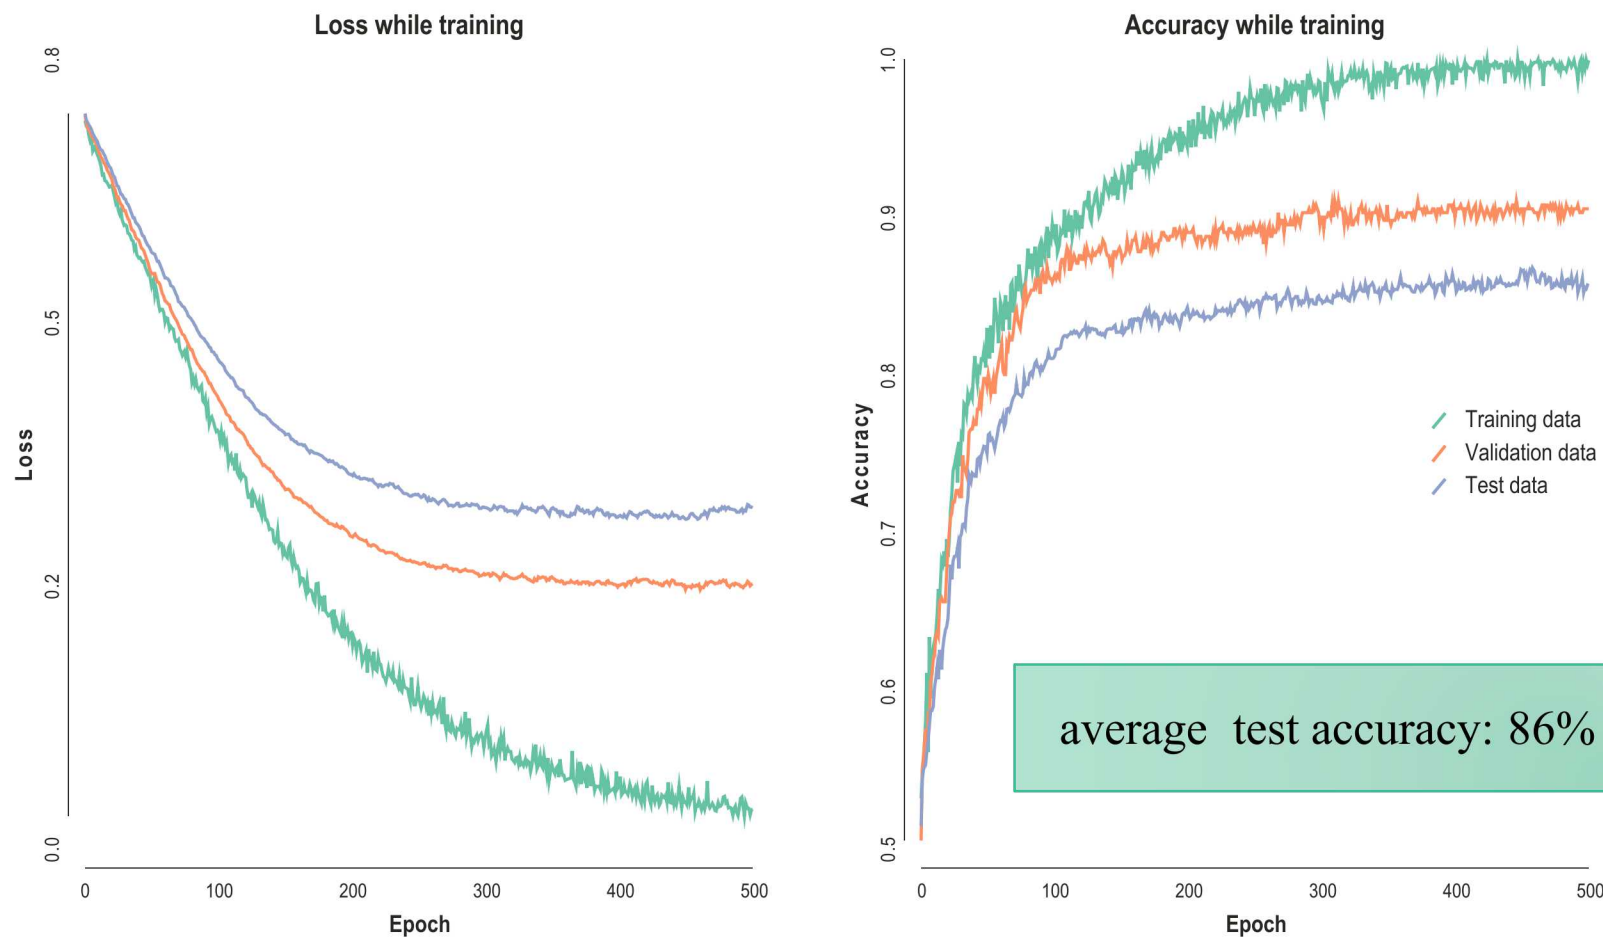 Loss while training
0.8
0.5
0.2
0.0
Loss
0 100 200 300 400 500
Epoch
Accuracy while training
1.0
0.9
0.8
0.7
0.6
0.5
Accuracy
Training data
Validation data
Test data
average test accuracy: 86%
0 100 200 300 400 500
Epoch